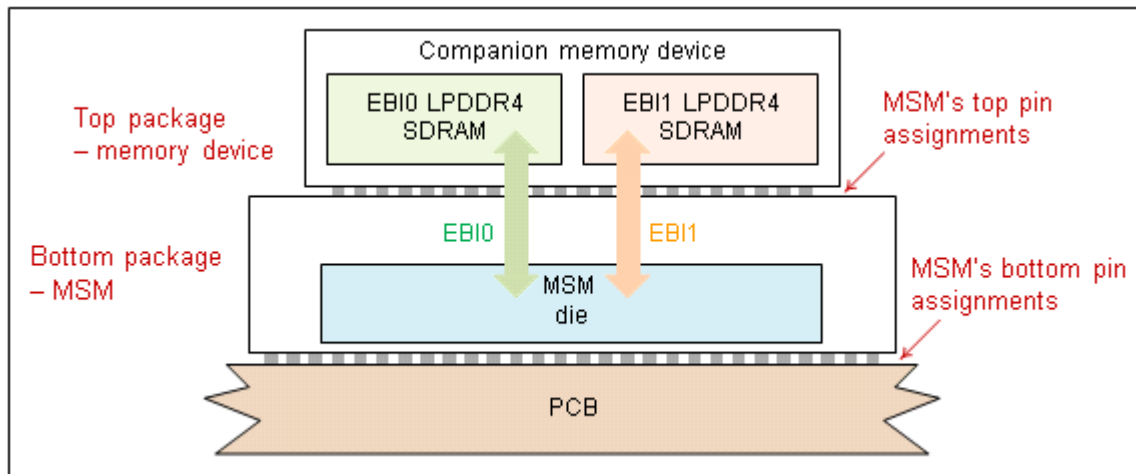 Companion memory device
EBI0 LPDDR4
SDRAM
EBI1 LPDDR4
SDRAM
Top package
– memory device
MSM's top pin
assignments
EBI0
EBI1
Bottom package
– MSM
MSM
die
MSM's bottom pin
assignments
PCB